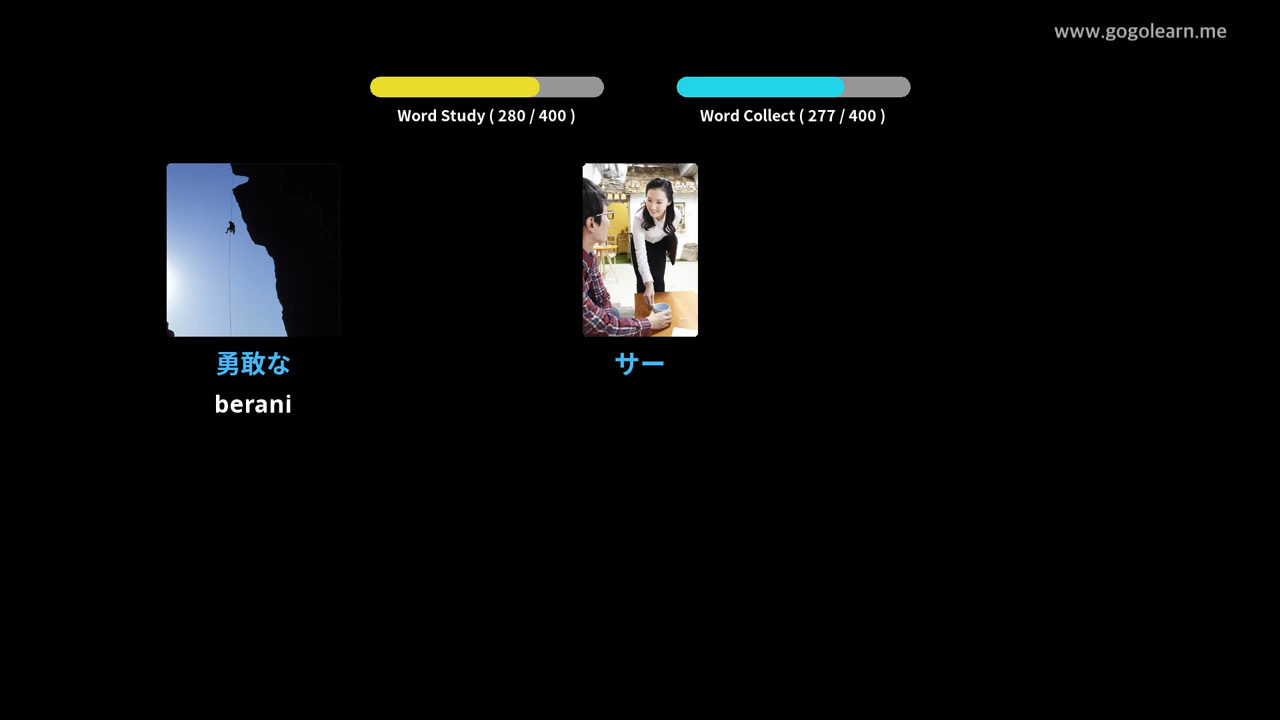 www.gogolearn.me
Word Study ( 280 / 400 )
Word Collect ( 277 / 400 )
勇敢な
サー
berani